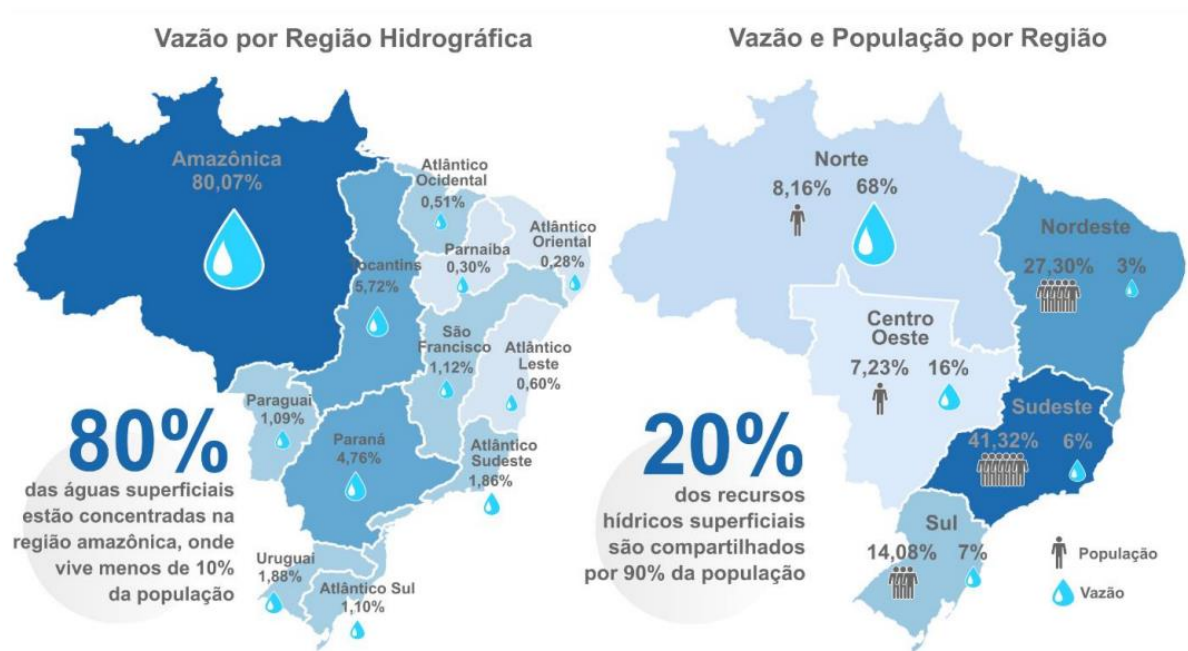 Vazão por Região Hidrográfica
Amazônica
80,07%
Atlântico
Ocidental
0,51%
Parnaiba
0,30%
Atlântico
Oriental
0,28%
Tocantins
5,72%
São
Francisco
1,12%
Atlântico
Leste
0,60%
Paraguai
1,09%
Paraná
4,76%
Atlântico
Sudeste
1,86%
Uruguai
1,88%
Atlântico Sul
1,10%
80%
das águas superficiais
estão concentradas na
região amazônica, onde
vive menos de 10%
da população
Vazão e População por Região
Norte
8,16% 68%
Nordeste
27,30% 3%
Centro
Oeste
7,23% 16%
Sudeste
41,32% 6%
Sul
14,08% 7%
20%
dos recursos
hídricos superficiais
são compartilhados
por 90% da população
População
Vazão